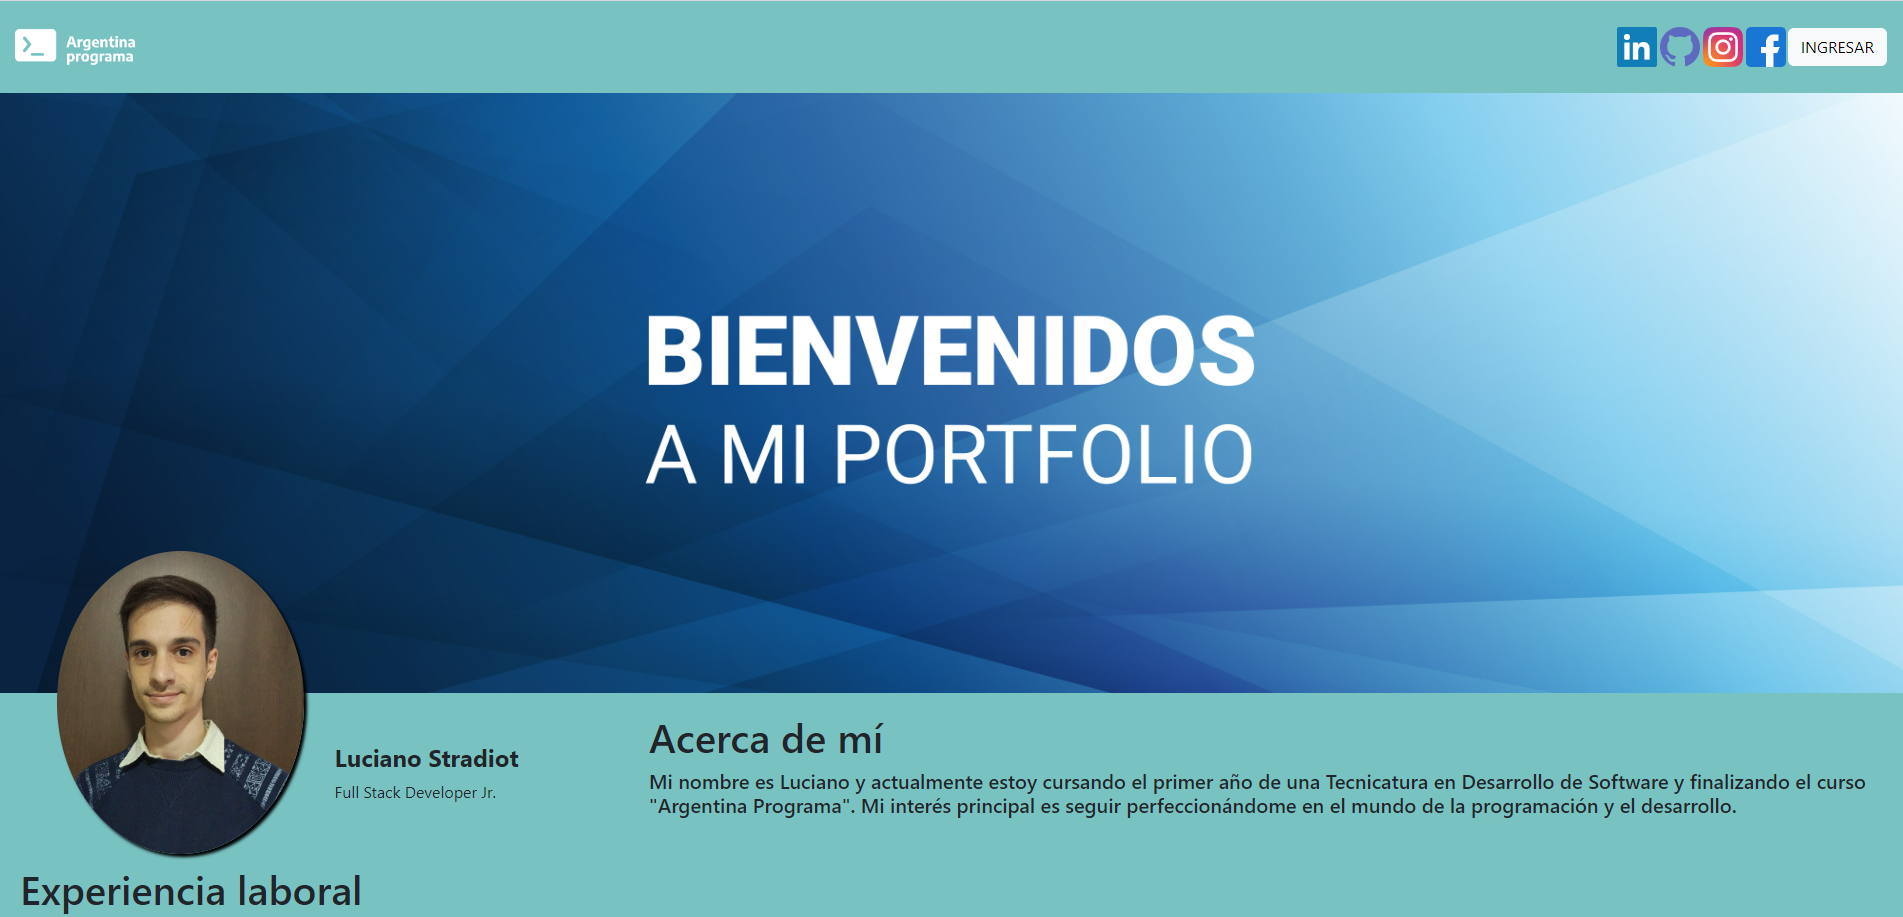 Argentina
programa
in
INGRESAR
BIENVENIDOS
A MI PORTFOLIO
Luciano Stradiot
Full Stack Developer Jr.
Acerca de mí
Mi nombre es Luciano y actualmente estoy cursando el primer año de una Tecnicatura en Desarrollo de Software y finalizando el curso
"Argentina Programa". Mi interés principal es seguir perfeccionándome en el mundo de la programación y el desarrollo.
Experiencia laboral